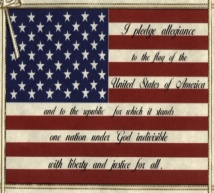 I pledge allegiance
to the flag of the
United States of America
and to the republic for which it stands
one nation under God indivisible
with liberty and justice for all.